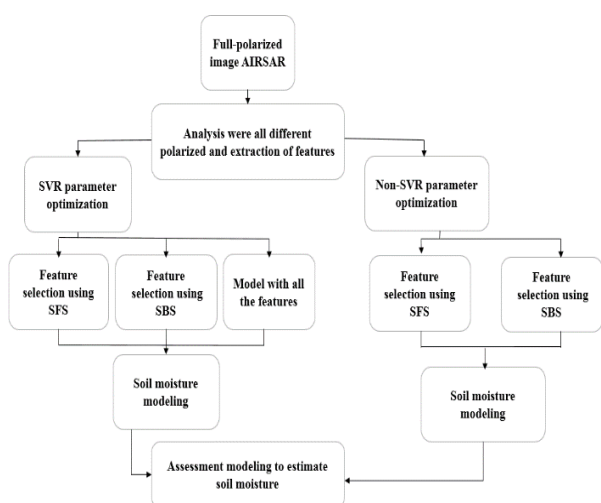 Full-polarized
image AIRSAR
Analysis were all different
polarized and extraction of features
SVR parameter
optimization
Non-SVR parameter
optimization
Feature
selection using
SFS
Feature
selection using
SBS
Model with all
the features
Feature
selection using
SFS
Feature
selection using
SBS
Soil moisture
modeling
Soil moisture
modeling
Assessment modeling to estimate
soil moisture